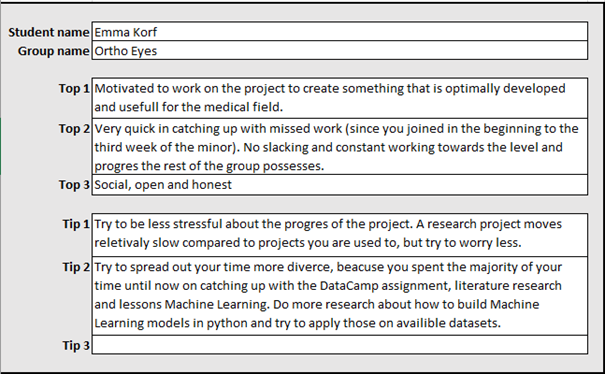 Student name Emma Korf
Group name Ortho Eyes
Top 1 Motivated to work on the project to create something that is optimally developed
and usefull for the medical field.
Top 2 Very quick in catching up with missed work (since you joined in the beginning to the
third week of the minor). No slacking and constant working towards the level and
progres the rest of the group possesses.
Top 3 Social, open and honest
Tip 1 Try to be less stressful about the progres of the project. A research project moves
reletivaly slow compared to projects you are used to, but try to worry less.
Tip 2 Try to spread out your time more diverce, beacuse you spent the majority of your
time until now on catching up with the DataCamp assignment, literature research
and lessons Machine Learning. Do more research about how to build Machine
Learning models in python and try to apply those on availible datasets.
Tip 3